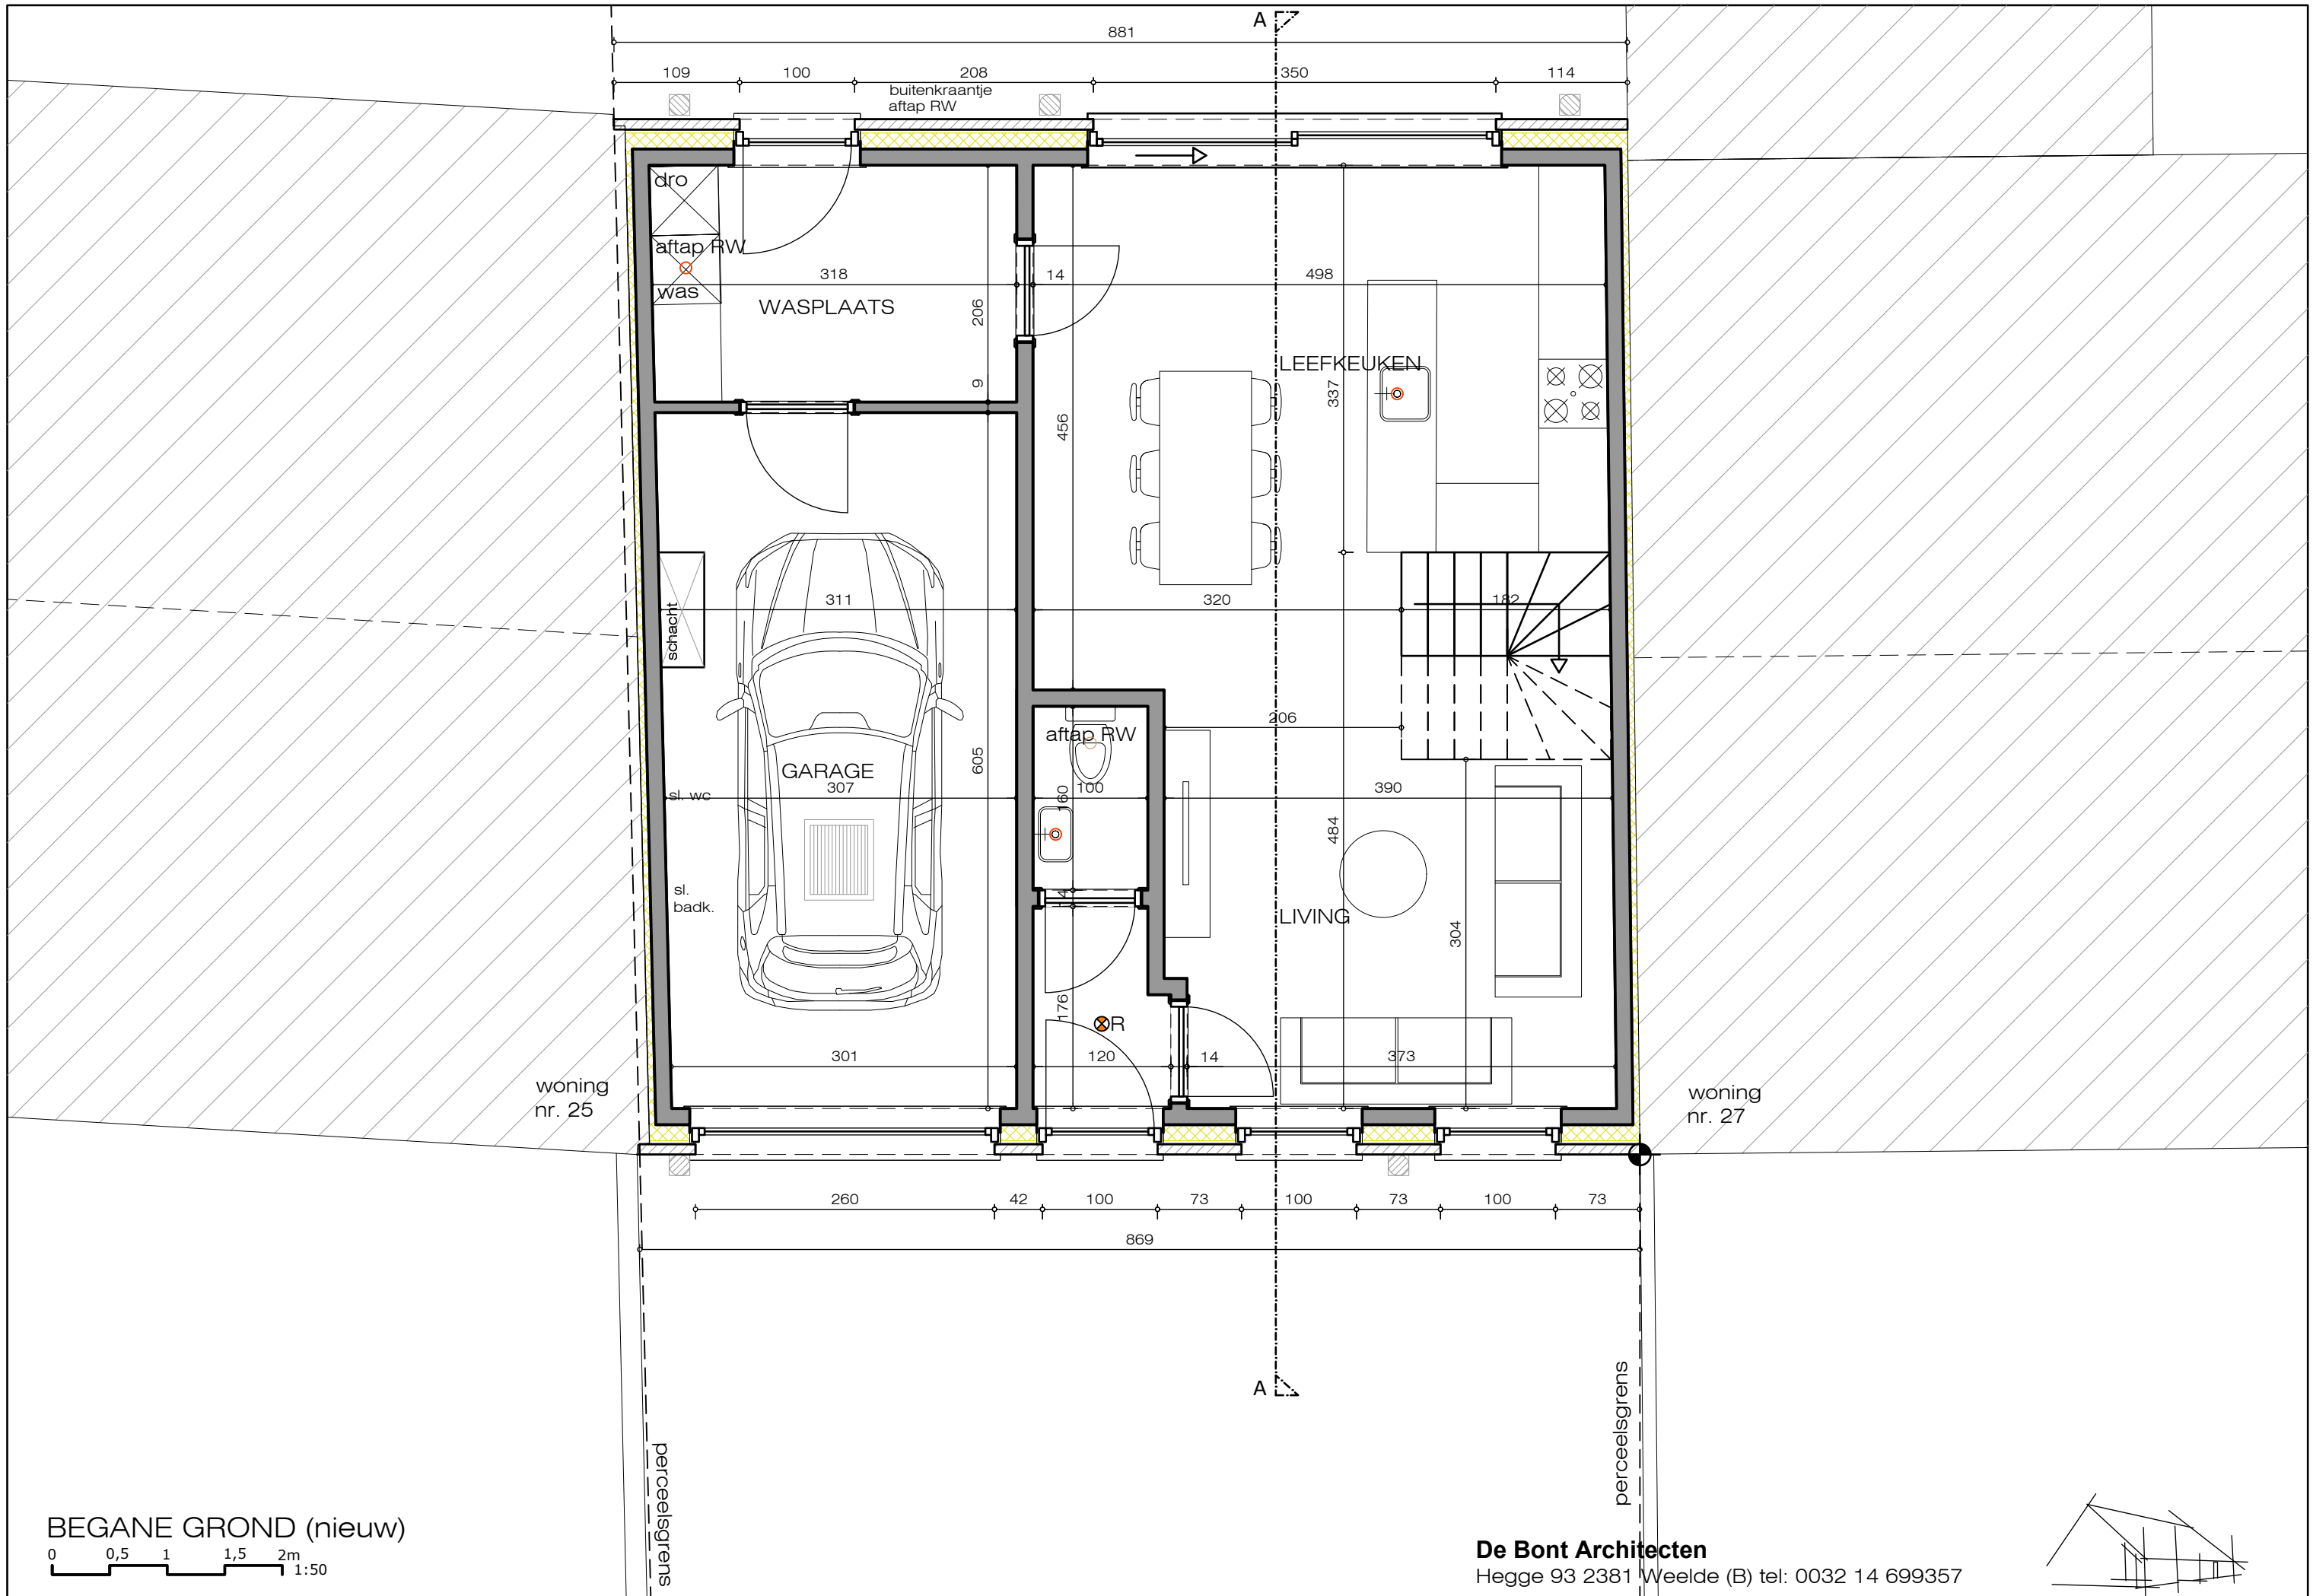 A
881
109
100
208
350
114
buitenkraantje
aftap RW
dro
aftap RW
was
318
14
498
WASPLAATS
206
9
LEEFKEUKEN
337
456
schacht
311
320
182
206
aftap RW
GARAGE
307
605
sl. wc
100
160
390
484
sl.
badk.
14
LIVING
304
176
R
301
120
14
373
woning
nr. 25
woning
nr. 27
260
42
100
73
100
73
100
73
869
A
perceelsgrens
perceelsgrens
BEGANE GROND (nieuw)
0 0,5 1 1,5 2m
1:50
De Bont Architecten
Hegge 93 2381 Weelde (B) tel: 0032 14 699357